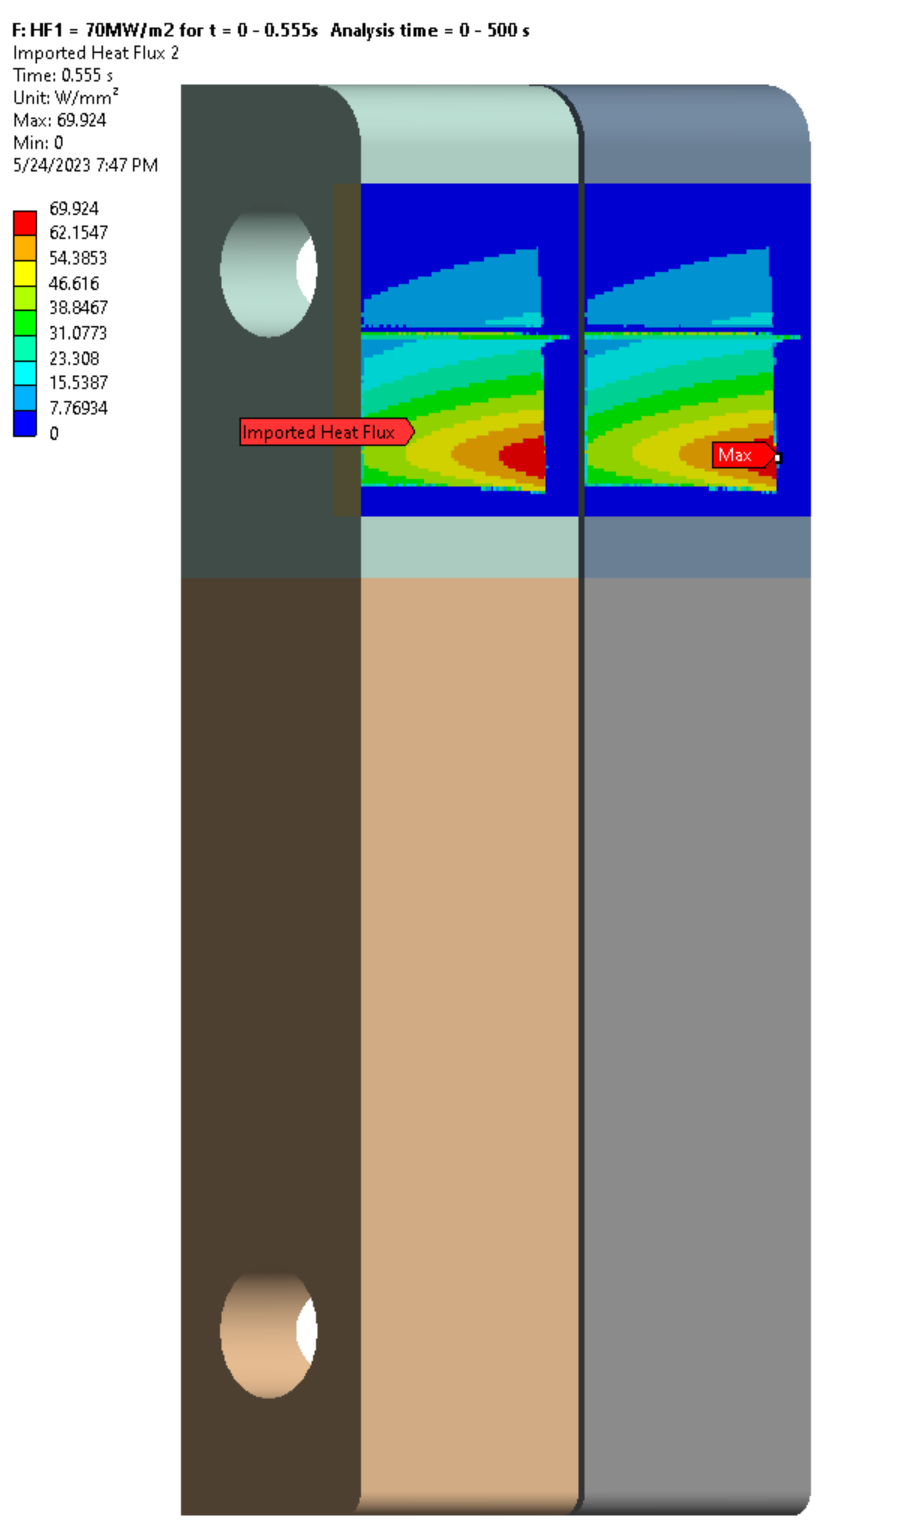 F: HF1 = 70MW/m2 for t = 0 - 0.555s  Analysis time = 0 - 500 s
Imported Heat Flux 2
Time: 0.555 s
Unit: W/mm²
Max: 69.924
Min: 0
5/24/2023 7:47 PM
69.924
62.1547
54.3853
46.616
38.8467
31.0773
23.308
15.5387
7.76934
0
Imported Heat Flux
Max